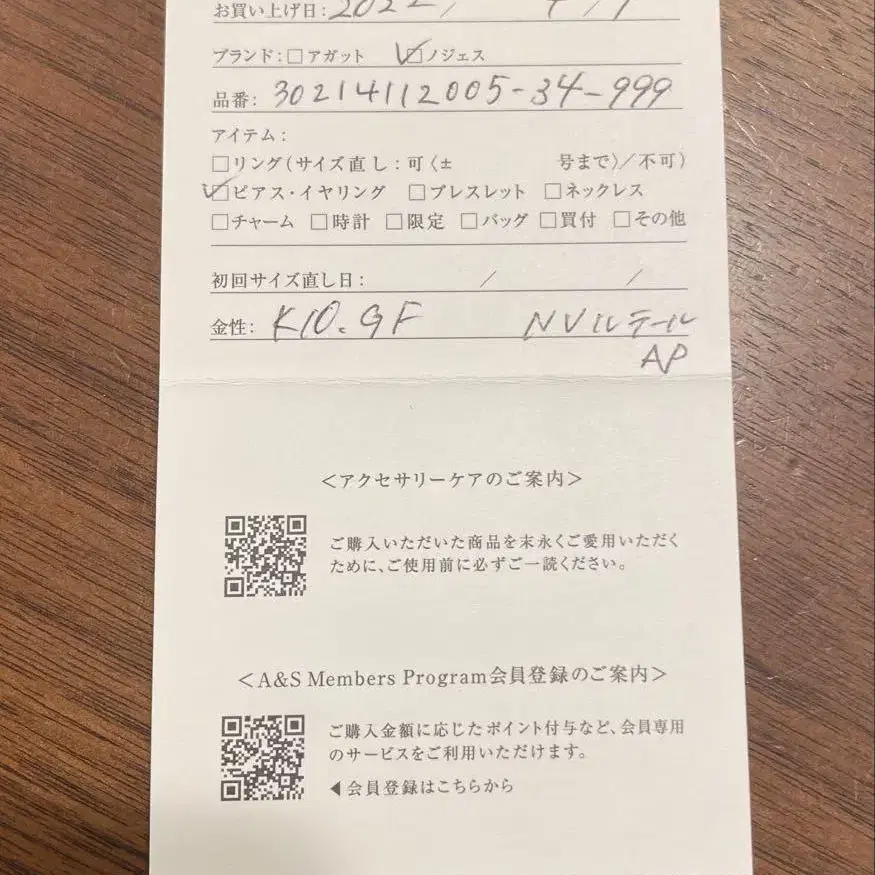 お買い上げ日: 2022 / 4 / 9
ブランド: □アガット ☑ノジェス
品番: 30214112005-34-999
アイテム:
□リング(サイズ直し:可〈± 号まで〉/不可)
☑ピアス・イヤリング □ブレスレット □ネックレス
□チャーム □時計 □限定 □バッグ □買付 □その他
初回サイズ直し日: / /
金性: K10. GF NVルテール
AP
<アクセサリーケアのご案内>
ご購入いただいた商品を末永くご愛用いただく
ために、ご使用前に必ずご一読ください。
<A&S Members Program会員登録のご案内>
ご購入金額に応じたポイント付与など、会員専用
のサービスをご利用いただけます。
◀会員登録はこちらから